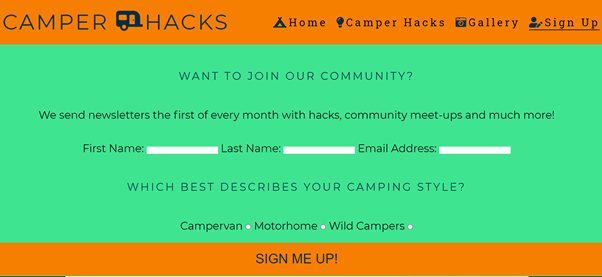 CAMPER HACKS Home Camper Hacks Gallery Sign Up
WANT TO JOIN OUR COMMUNITY?
We send newsletters the first of every month with hacks, community meet-ups and much more!
First Name: Last Name: Email Address:
WHICH BEST DESCRIBES YOUR CAMPING STYLE?
Campervan Motorhome Wild Campers
SIGN ME UP!